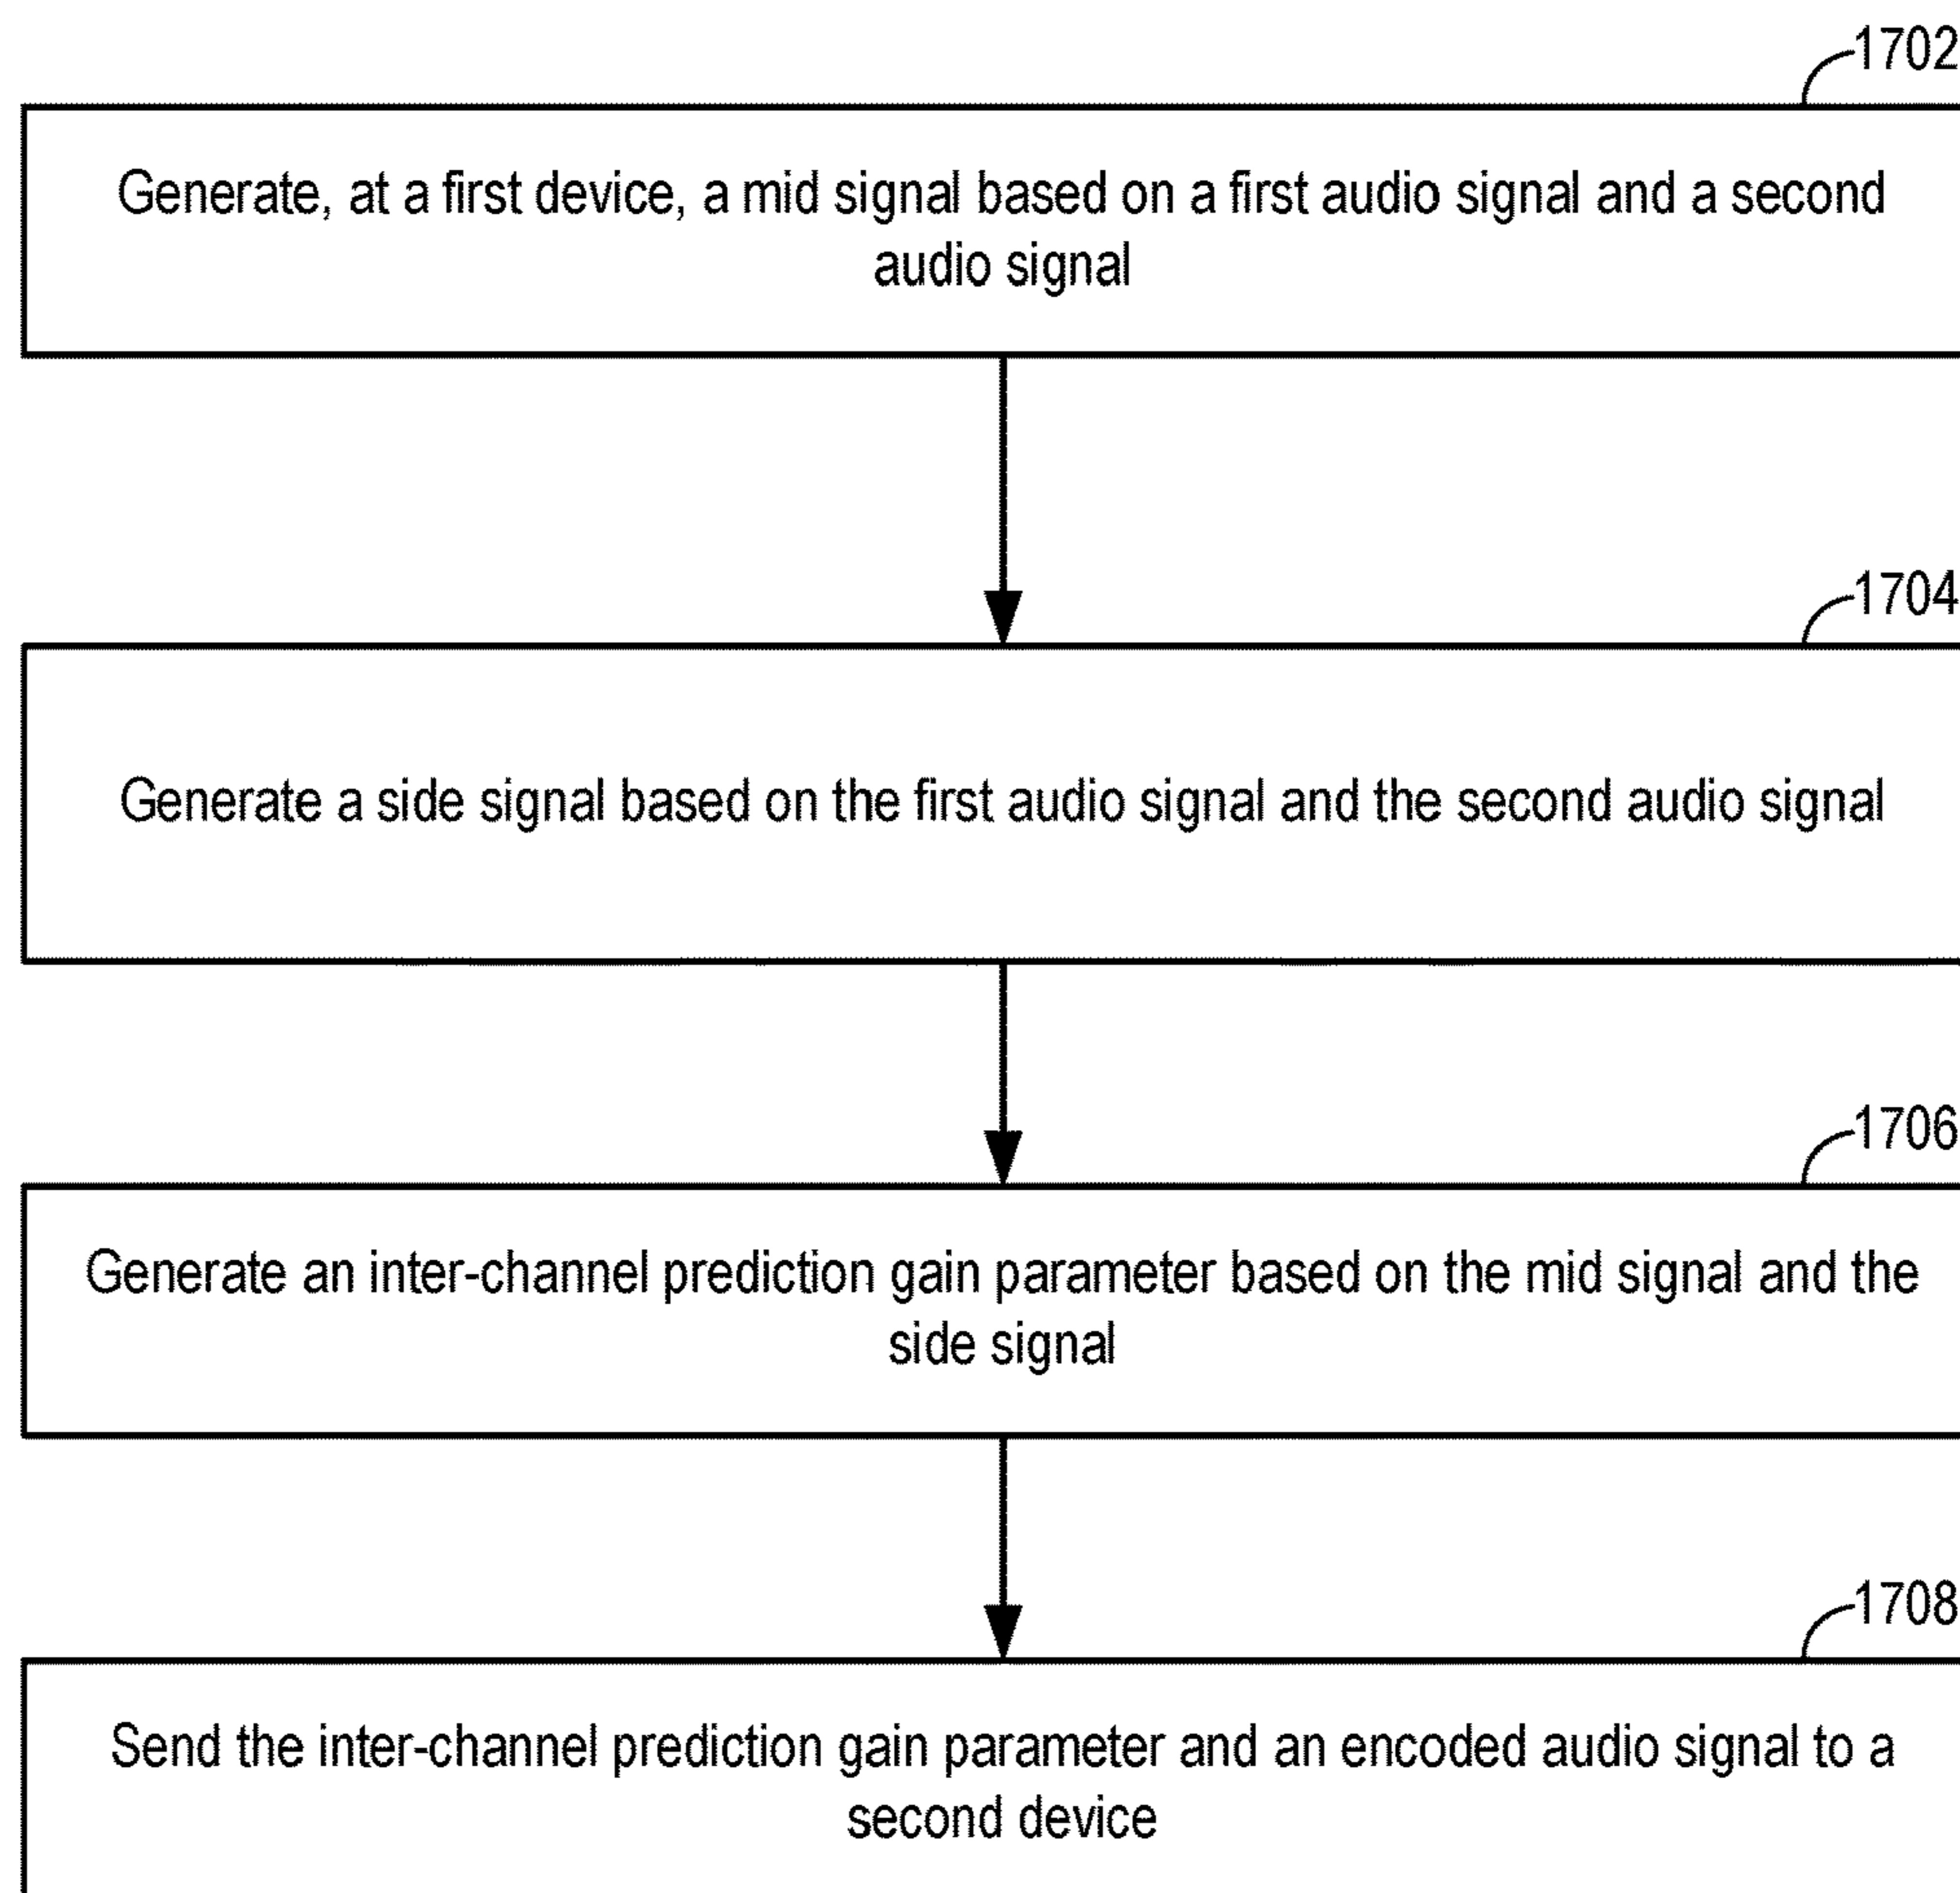 1702
Generate, at a first device, a mid signal based on a first audio signal and a second
audio signal
1704
Generate a side signal based on the first audio signal and the second audio signal
1706
Generate an inter-channel prediction gain parameter based on the mid signal and the
side signal
1708
Send the inter-channel prediction gain parameter and an encoded audio signal to a
second device